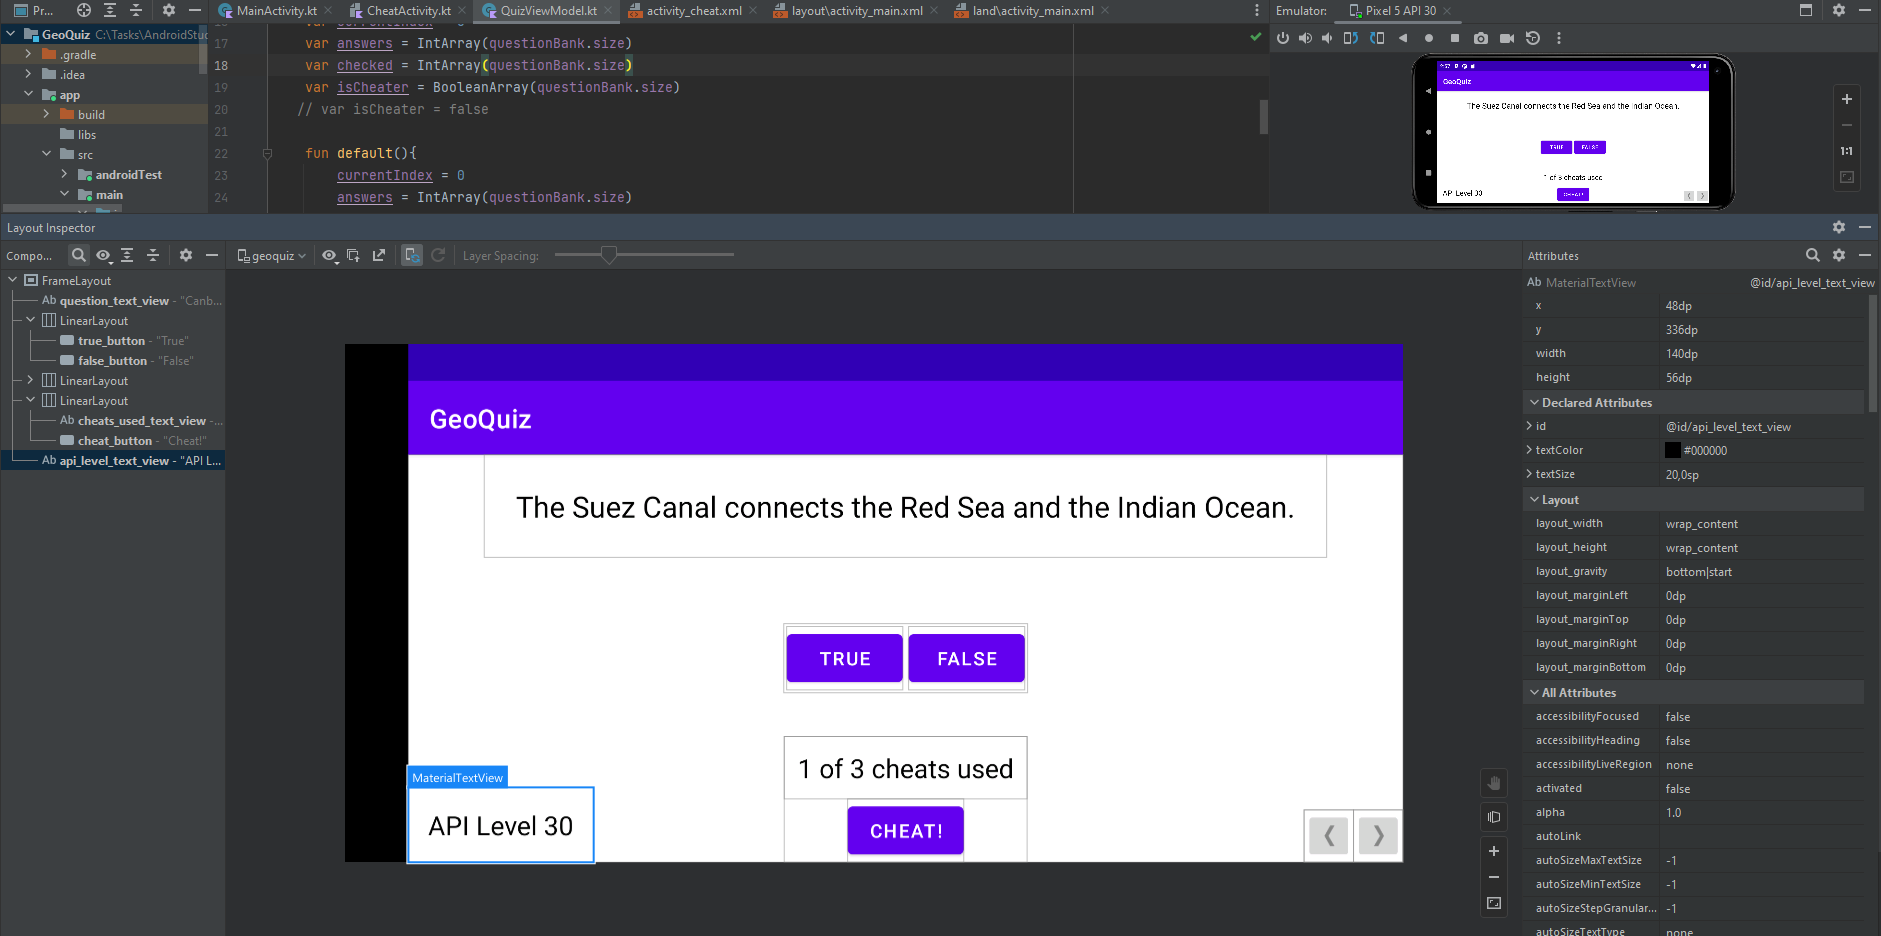 Pr...
MainActivity.kt
CheatActivity.kt
QuizViewModel.kt
activity_cheat.xml
layout\activity_main.xml
land\activity_main.xml
Emulator:
Pixel 5 API 30
GeoQuiz C:\Tasks\AndroidStud
.gradle
.idea
app
build
libs
src
androidTest
main
17 var answers = IntArray(questionBank.size)
18 var checked = IntArray(questionBank.size)
19 var isCheater = BooleanArray(questionBank.size)
20 // var isCheater = false
21
22 fun default(){
23 currentIndex = 0
24 answers = IntArray(questionBank.size)
GeoQuiz
The Suez Canal connects the Red Sea and the Indian Ocean.
TRUE FALSE
1 of 3 cheats used
API Level 30
CHEAT!
1:1
Layout Inspector
Compo...
geoquiz
Layer Spacing:
FrameLayout
Ab question_text_view - "Canb...
LinearLayout
true_button - "True"
false_button - "False"
LinearLayout
LinearLayout
Ab cheats_used_text_view -...
cheat_button - "Cheat!"
Ab api_level_text_view - "API L...
GeoQuiz
The Suez Canal connects the Red Sea and the Indian Ocean.
TRUE FALSE
1 of 3 cheats used
CHEAT!
MaterialTextView
API Level 30
Attributes
Ab MaterialTextView @id/api_level_text_view
x 48dp
y 336dp
width 140dp
height 56dp
Declared Attributes
id @id/api_level_text_view
textColor #000000
textSize 20,0sp
Layout
layout_width wrap_content
layout_height wrap_content
layout_gravity bottom|start
layout_marginLeft 0dp
layout_marginTop 0dp
layout_marginRight 0dp
layout_marginBottom 0dp
All Attributes
accessibilityFocused false
accessibilityHeading false
accessibilityLiveRegion none
activated false
alpha 1.0
autoLink
autoSizeMaxTextSize -1
autoSizeMinTextSize -1
autoSizeStepGranular... -1
autoSizeTextType none